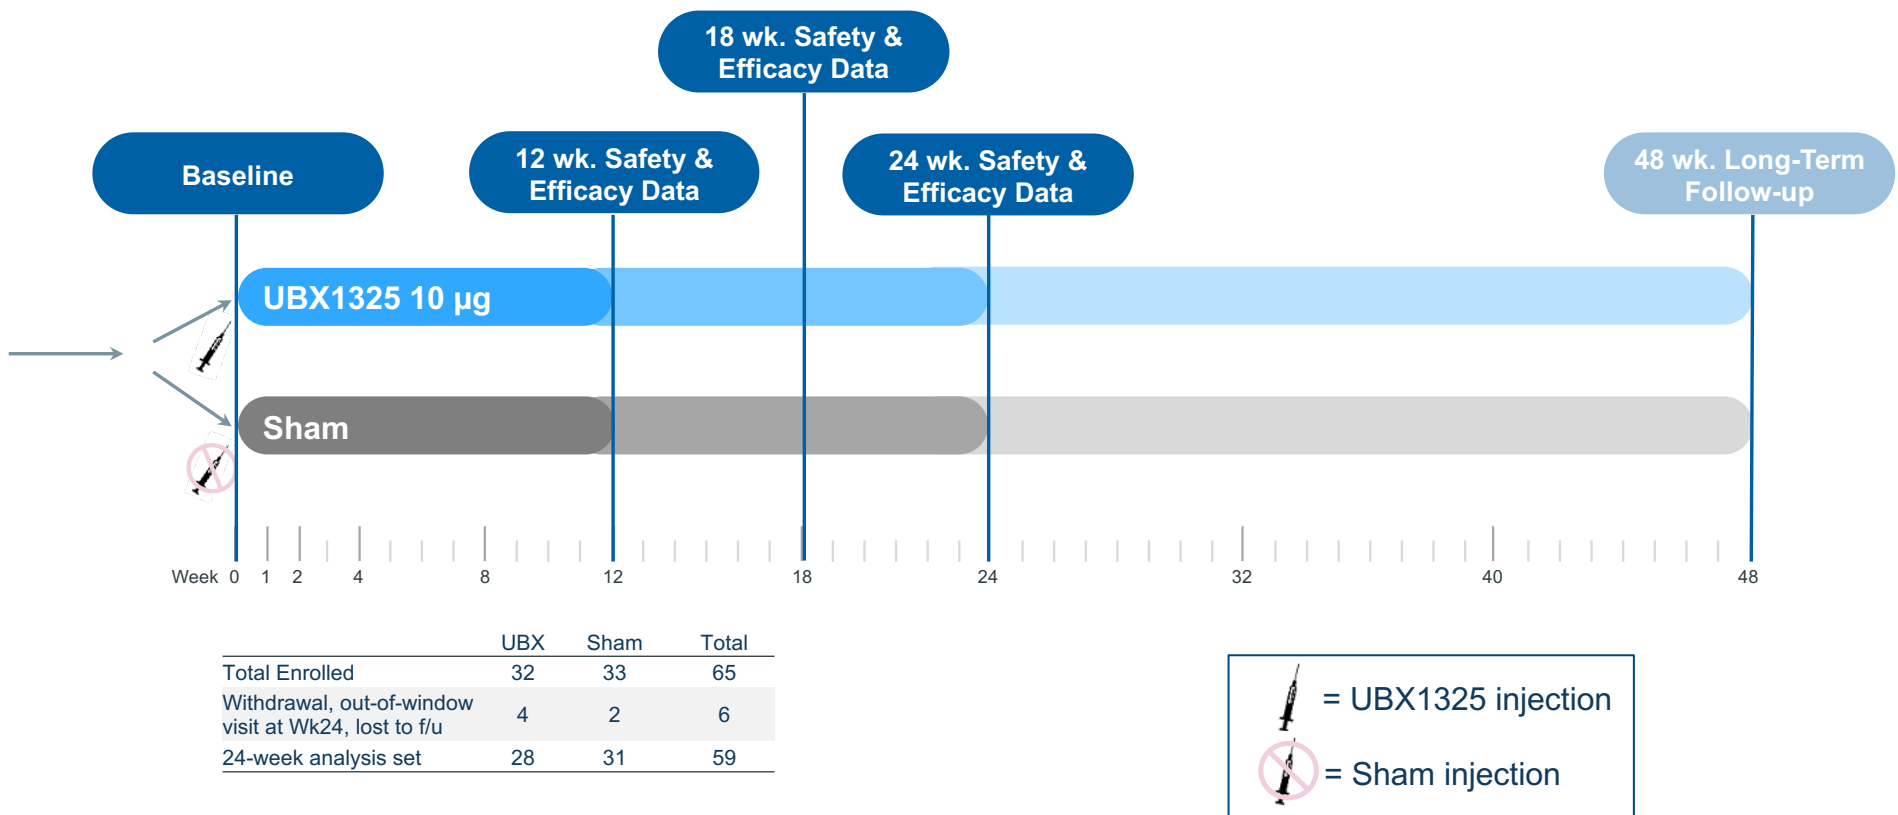 18 wk. Safety &
Efficacy Data
Baseline
12 wk. Safety &
Efficacy Data
24 wk. Safety &
Efficacy Data
48 wk. Long-Term
Follow-up
UBX1325 10 µg
Sham
Week 0 1 2 4 8 12 18 24 32 40 48
UBX Sham Total
Total Enrolled 32 33 65
Withdrawal, out-of-window
visit at Wk24, lost to f/u 4 2 6
24-week analysis set 28 31 59
= UBX1325 injection
= Sham injection